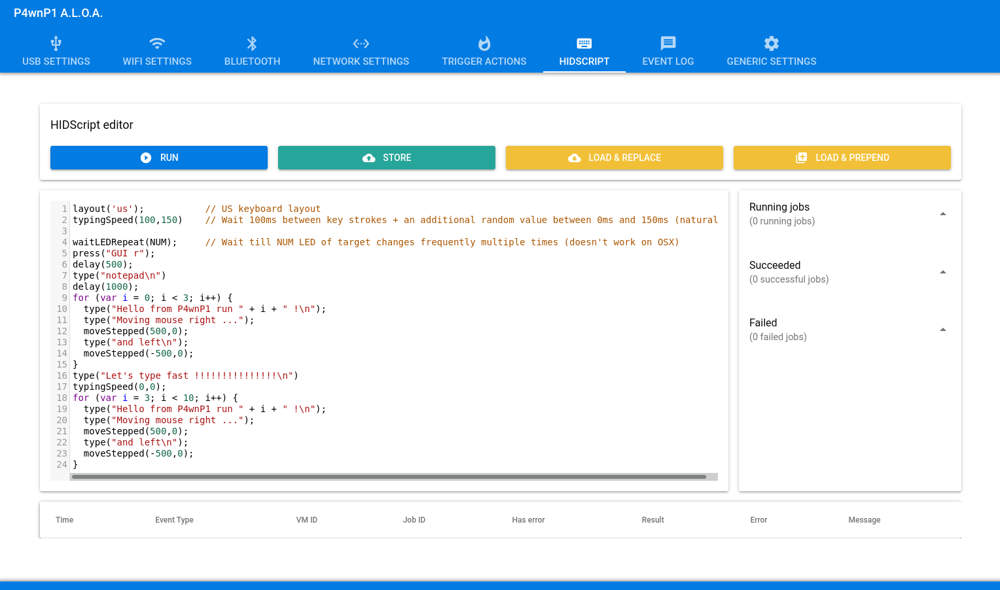 P4wnP1 A.L.O.A.
USB SETTINGS WIFI SETTINGS BLUETOOTH NETWORK SETTINGS TRIGGER ACTIONS HIDSCRIPT EVENT LOG GENERIC SETTINGS
HIDScript editor
RUN STORE LOAD & REPLACE LOAD & PREPEND
1 layout('us'); // US keyboard layout
2 typingSpeed(100,150) // Wait 100ms between key strokes + an additional random value between 0ms and 150ms (natural
3
4 waitLEDRepeat(NUM); // Wait till NUM LED of target changes frequently multiple times (doesn't work on OSX)
5 press("GUI r");
6 delay(500);
7 type("notepad\n")
8 delay(1000);
9 for (var i = 0; i < 3; i++) {
10 type("Hello from P4wnP1 run " + i + " !\n");
11 type("Moving mouse right ...");
12 moveStepped(500,0);
13 type("and left\n");
14 moveStepped(-500,0);
15 }
16 type("Let's type fast !!!!!!!!!!!!!!!\n")
17 typingSpeed(0,0);
18 for (var i = 3; i < 10; i++) {
19 type("Hello from P4wnP1 run " + i + " !\n");
20 type("Moving mouse right ...");
21 moveStepped(500,0);
22 type("and left\n");
23 moveStepped(-500,0);
24 }
Running jobs
(0 running jobs)
Succeeded
(0 successful jobs)
Failed
(0 failed jobs)
Time Event Type VM ID Job ID Has error Result Error Message